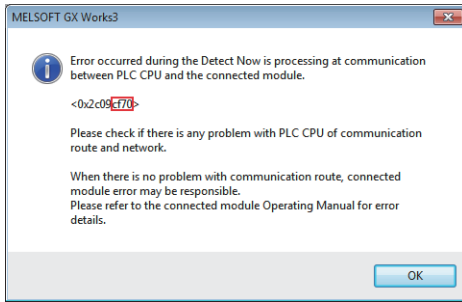 MELSOFT GX Works3
Error occurred during the Detect Now is processing at communication
between PLC CPU and the connected module.
<0x2c09cf70>
Please check if there is any problem with PLC CPU of communication
route and network.
When there is no problem with communication route, connected
module error may be responsible.
Please refer to the connected module Operating Manual for error
details.
OK